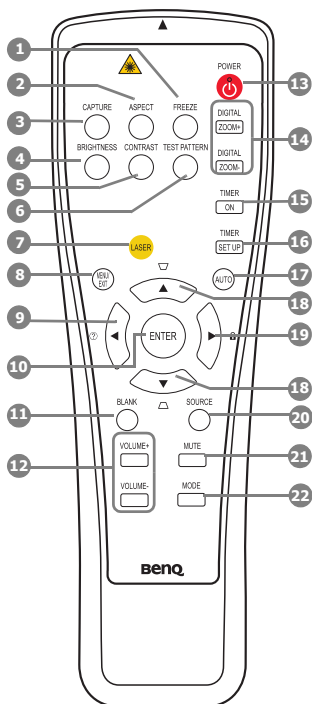 1
POWER
2
ASPECT FREEZE
13
3
CAPTURE
DIGITAL
ZOOM+
14
4
BRIGHTNESS CONTRAST TEST PATTERN
DIGITAL
ZOOM-
5
6
TIMER
ON
15
TIMER
SET UP
16
7
LASER
8
MENU/
EXIT
AUTO
17
18
9
?
10
ENTER
19
18
11
BLANK
SOURCE
20
12
VOLUME+
MUTE
21
VOLUME-
MODE
22
BenQ